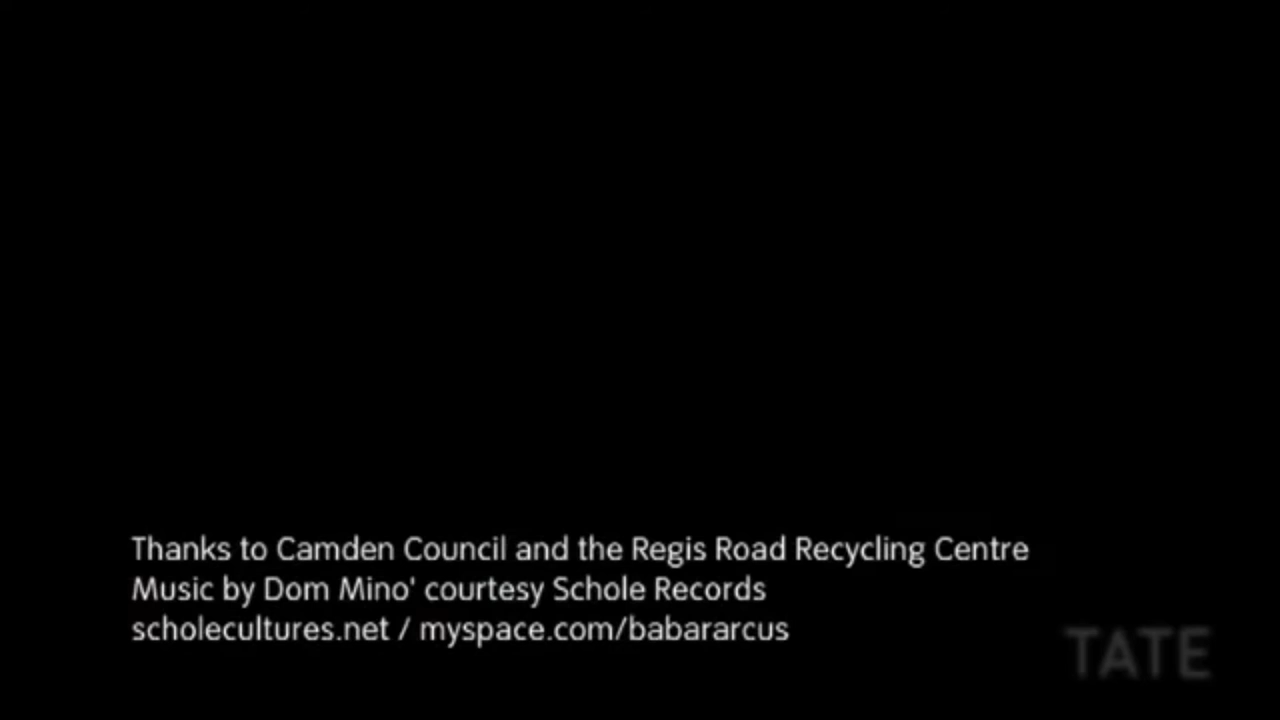 Thanks to Camden Council and the Regis Road Recycling Centre
Music by Dom Mino' courtesy Schole Records
scholecultures.net / myspace.com/babararcus
TATE